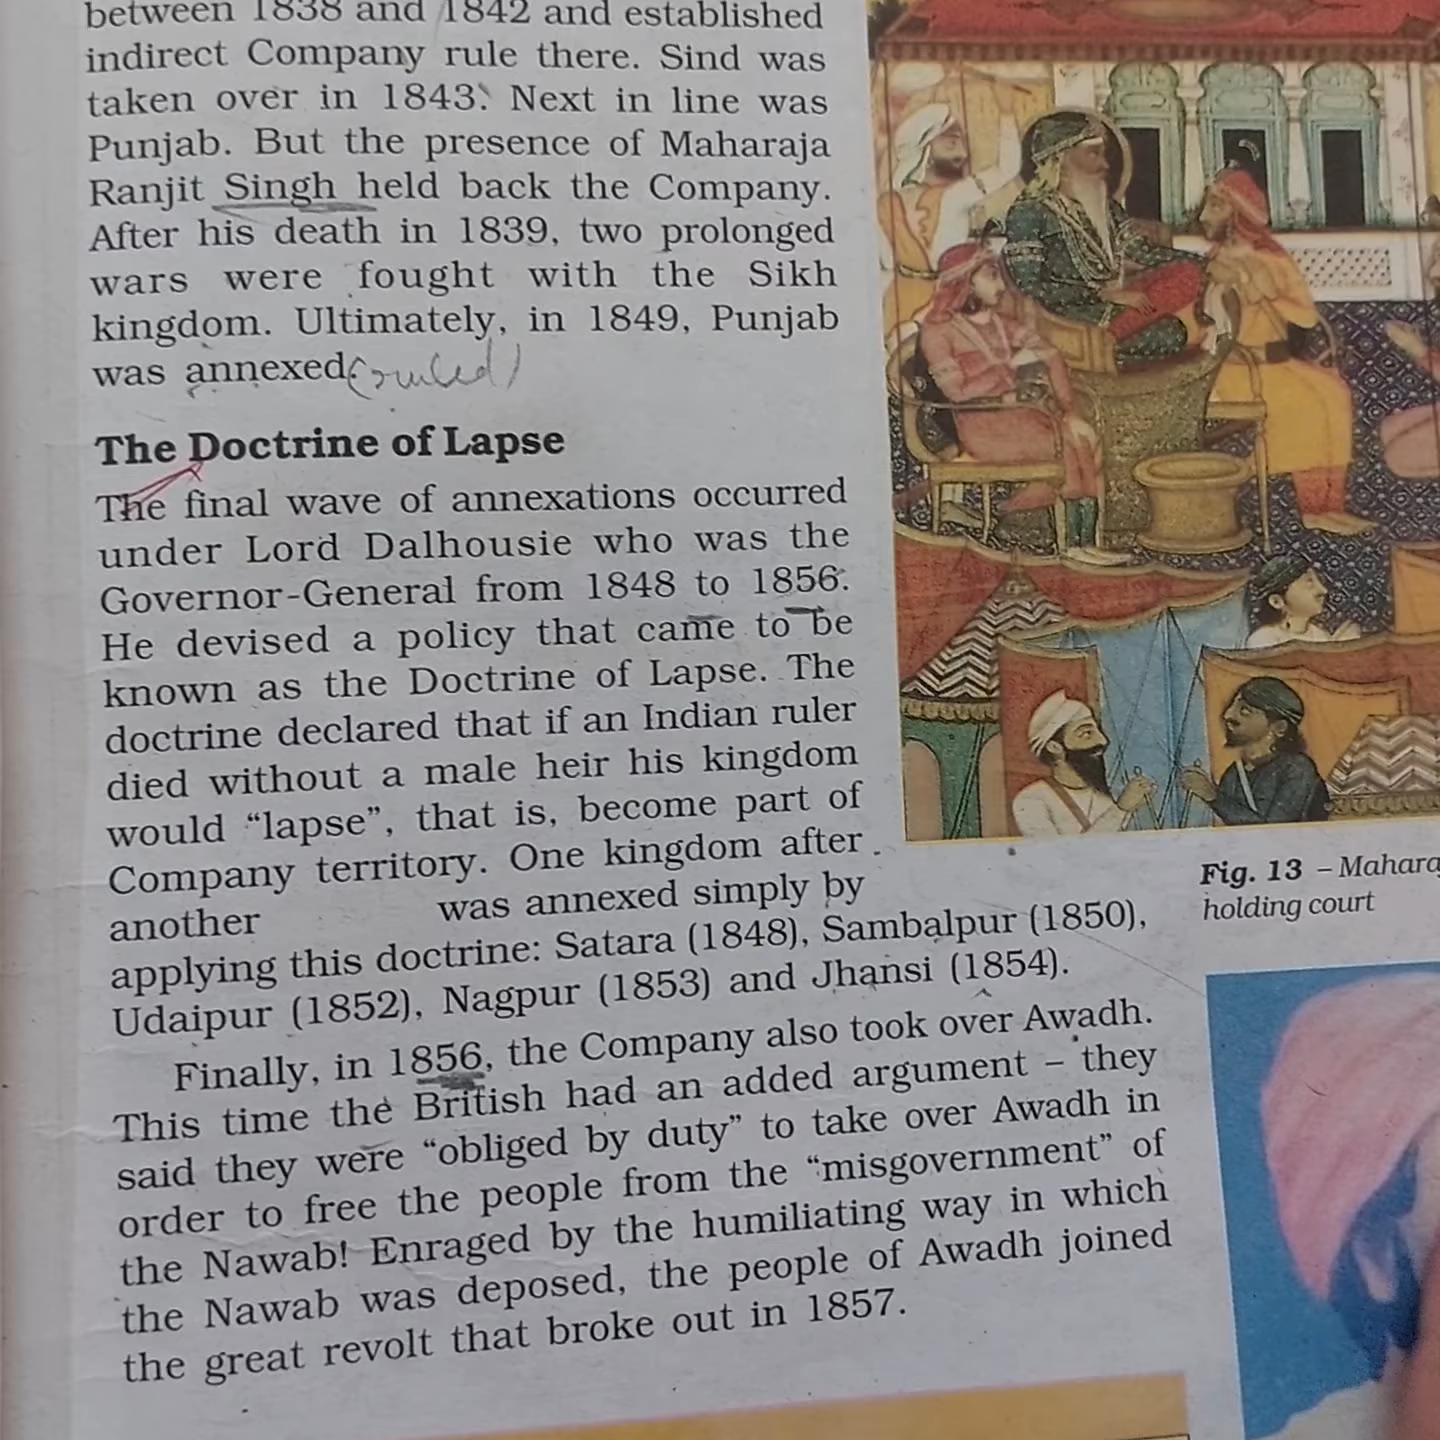 between 1838 and 1842 and established
indirect Company rule there. Sind was
taken over in 1843. Next in line was
Punjab. But the presence of Maharaja
Ranjit Singh held back the Company.
After his death in 1839, two prolonged
wars were fought with the Sikh
kingdom. Ultimately, in 1849, Punjab
was annexed. (ruled)
The Doctrine of Lapse
The final wave of annexations occurred
under Lord Dalhousie who was the
Governor-General from 1848 to 1856.
He devised a policy that came to be
known as the Doctrine of Lapse. The
doctrine declared that if an Indian ruler
died without a male heir his kingdom
would “lapse”, that is, become part of
Company territory. One kingdom after
another was annexed simply by
applying this doctrine: Satara (1848), Sambalpur (1850),
Udaipur (1852), Nagpur (1853) and Jhansi (1854).
Finally, in 1856, the Company also took over Awadh.
This time the British had an added argument – they
said they were “obliged by duty” to take over Awadh in
order to free the people from the “misgovernment” of
the Nawab! Enraged by the humiliating way in which
the Nawab was deposed, the people of Awadh joined
the great revolt that broke out in 1857.
Fig. 13 – Mahara
holding court